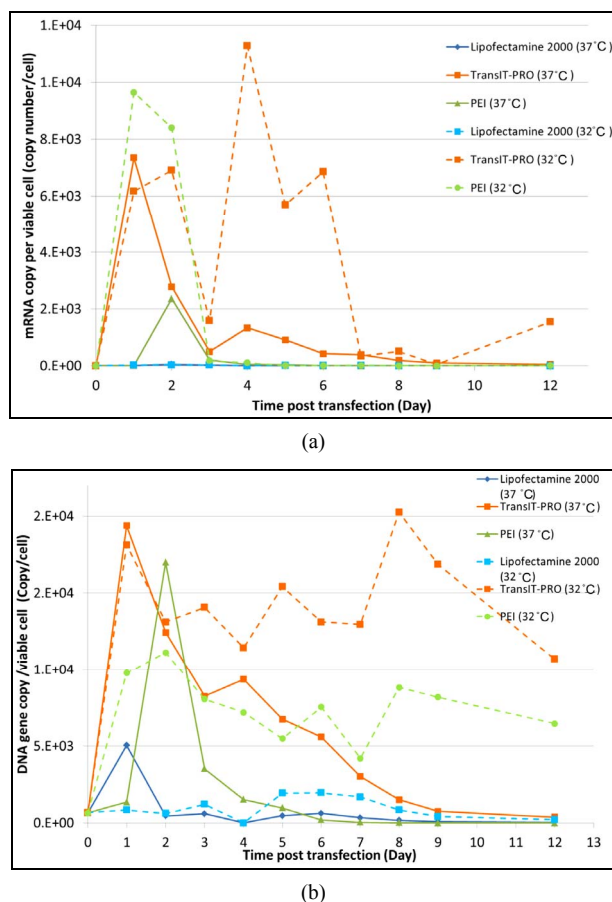 1.E+04
1.E+04
8.E+03
6.E+03
4.E+03
2.E+03
0.E+00
mRNA copy per viable cell (copy number/cell)
Lipofectamine 2000 (37℃)
TransIT-PRO (37℃)
PEI (37℃)
Lipofectamine 2000 (32℃)
TransIT-PRO (32℃)
PEI (32℃)
0 2 4 6 8 10 12
Time post transfection (Day)
(a)
2.E+04
2.E+04
1.E+04
5.E+03
0.E+00
DNA gene copy /viable cell (Copy/cell)
Lipofectamine 2000
(37 ℃)
TransIT-PRO (37℃)
PEI (37℃)
Lipofectamine 2000
(32℃)
TransIT-PRO (32℃)
PEI (32℃)
0 1 2 3 4 5 6 7 8 9 10 11 12 13
Time post transfection (Day)
(b)